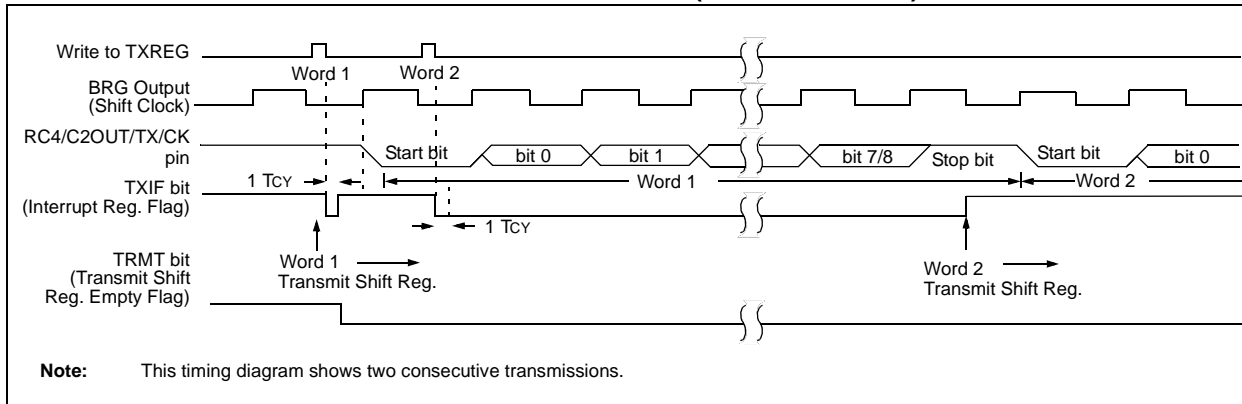 Write to TXREG
Word 1
Word 2
BRG Output
(Shift Clock)
RC4/C2OUT/TX/CK
pin
Start bit
bit 0
bit 1
bit 7/8
Stop bit
Start bit
bit 0
Word 1
Word 2
1 TCY
TXIF bit
(Interrupt Reg. Flag)
1 TCY
TRMT bit
(Transmit Shift
Reg. Empty Flag)
Word 1
Transmit Shift Reg.
Word 2
Transmit Shift Reg.
Note: This timing diagram shows two consecutive transmissions.